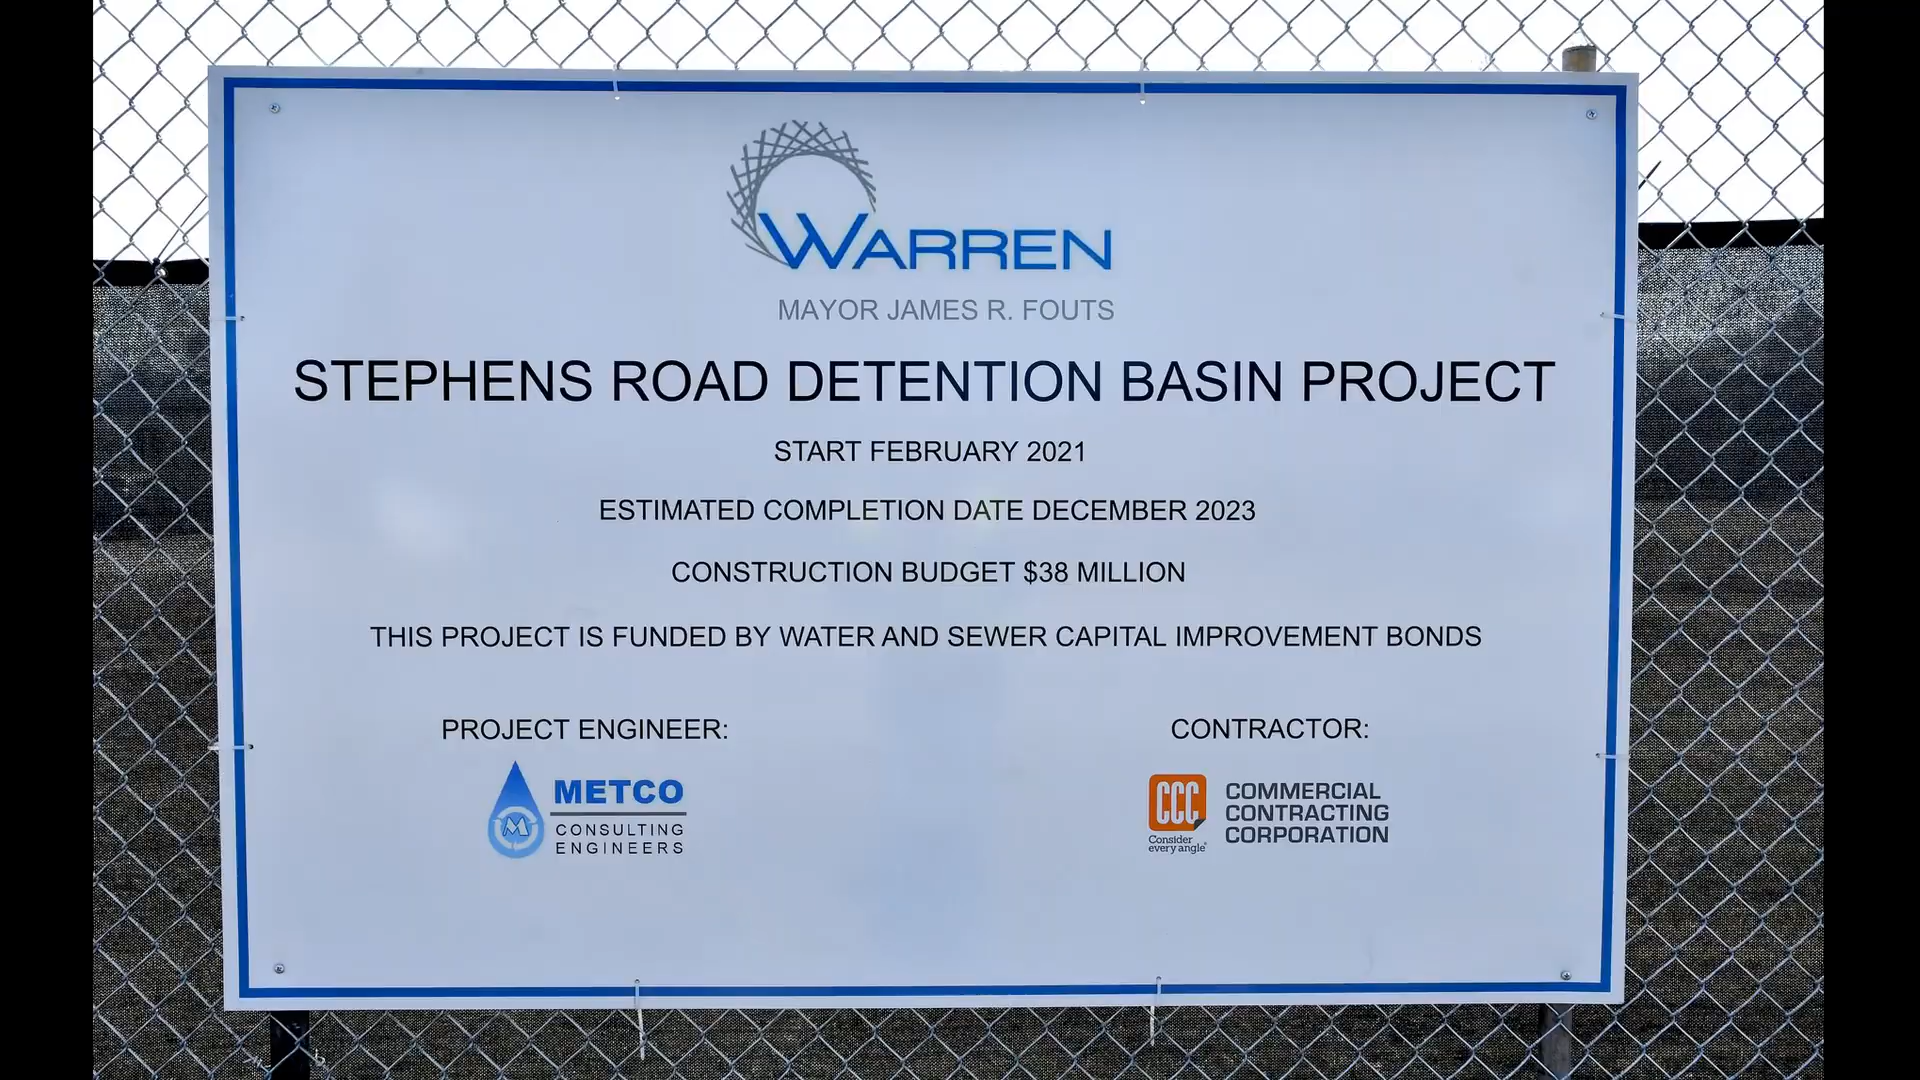 WARREN
MAYOR JAMES R. FOUTS
STEPHENS ROAD DETENTION BASIN PROJECT
START FEBRUARY 2021
ESTIMATED COMPLETION DATE DECEMBER 2023
CONSTRUCTION BUDGET $38 MILLION
THIS PROJECT IS FUNDED BY WATER AND SEWER CAPITAL IMPROVEMENT BONDS
PROJECT ENGINEER:
M
METCO
CONSULTING
ENGINEERS
CONTRACTOR:
CCC
Consider
every angle®
COMMERCIAL
CONTRACTING
CORPORATION